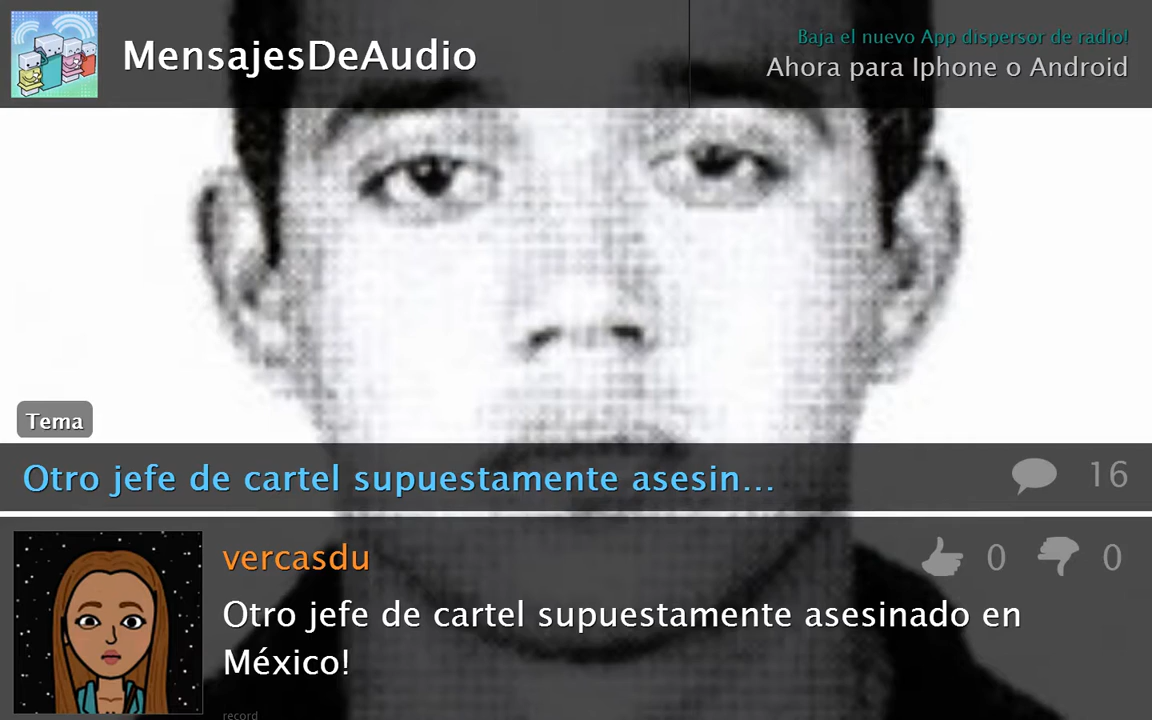 MensajesDeAudio
Baja el nuevo App dispersor de radio!
Ahora para Iphone o Android
Tema
Otro jefe de cartel supuestamente asesin...
16
vercasdu
0
0
Otro jefe de cartel supuestamente asesinado en
México!
record